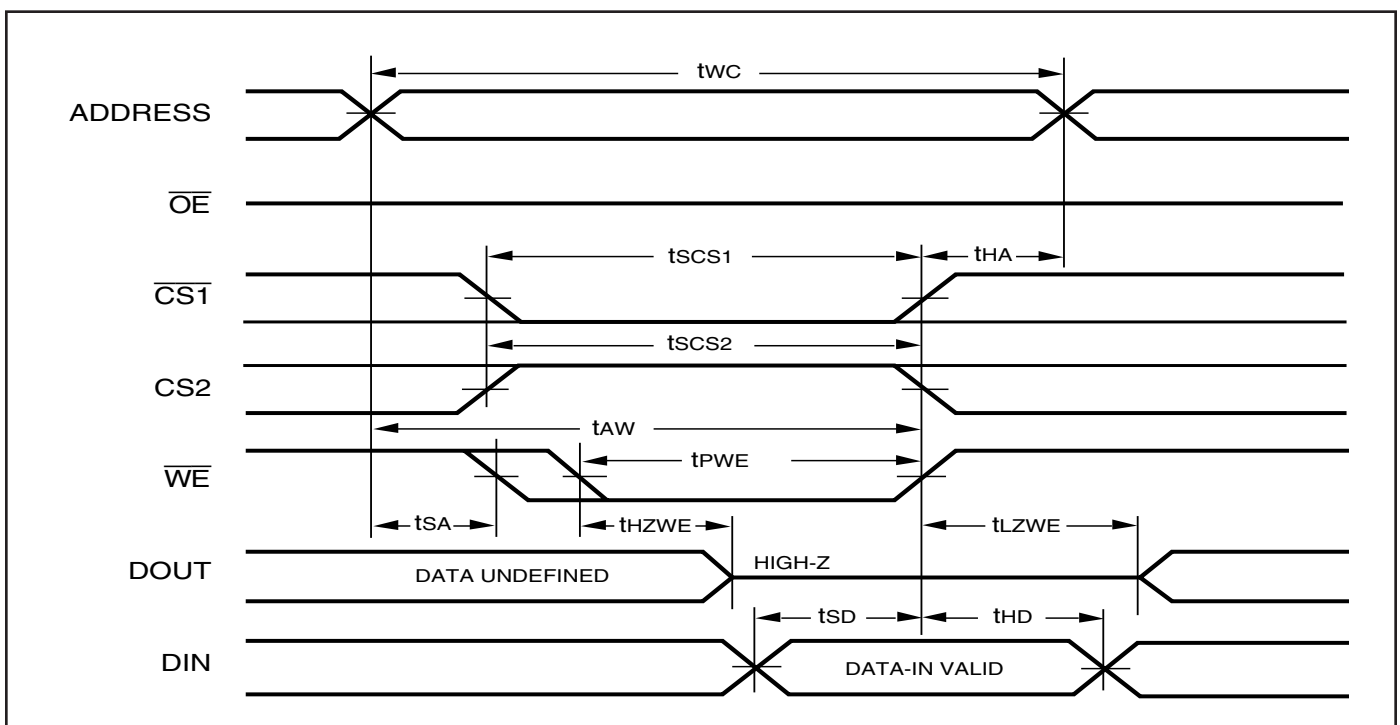 tWC
ADDRESS
OE
tSCS1
tHA
CS1
tSCS2
CS2
tAW
tPWE
WE
tSA
tHZWE
tLZWE
DOUT
DATA UNDEFINED
HIGH-Z
tSD
tHD
DIN
DATA-IN VALID